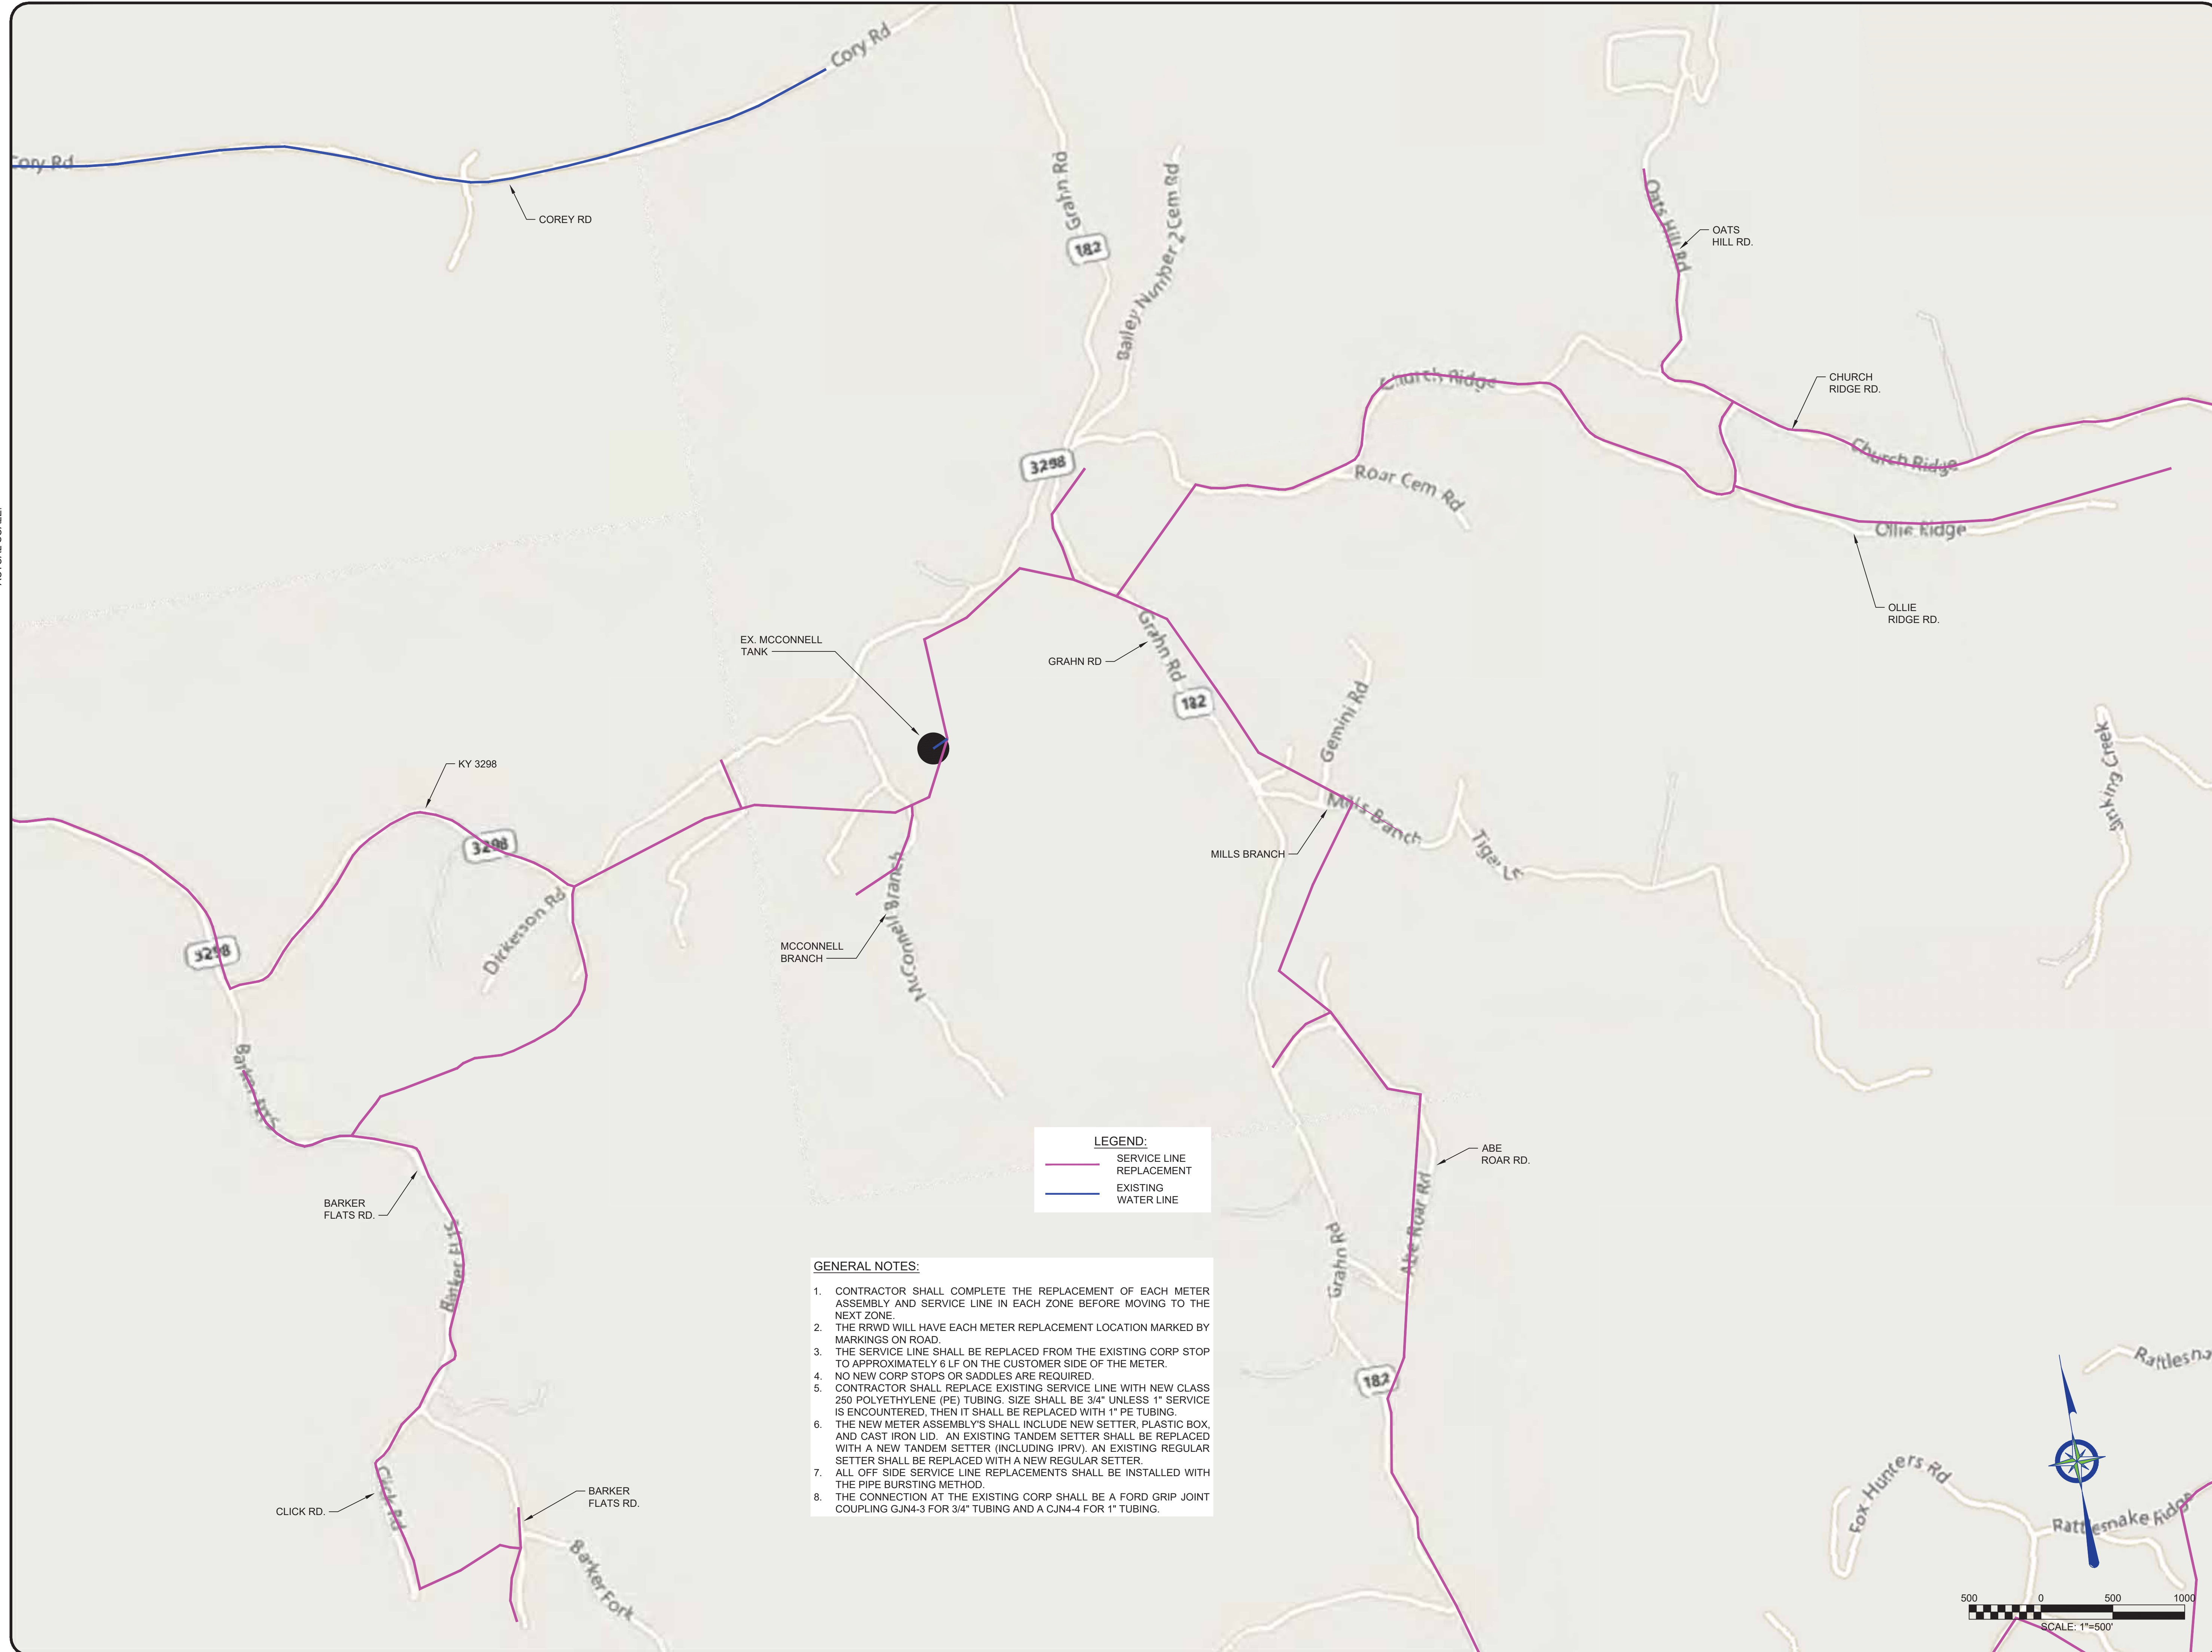 Cory Rd
Cory Rd
COREY RD
Grahn Rd
182
Bailey Number 2 Cem Rd
Oats Hill Rd
OATS
HILL RD.
3298
Church Ridge
CHURCH
RIDGE RD.
Church Ridge
Roar Cem Rd
Ollie Ridge
OLLIE
RIDGE RD.
EX. MCCONNELL
TANK
GRAHN RD
Grahn Rd
182
Gemini Rd
Mills Branch
MILLS BRANCH
Tiger Ln
Sinking Creek
KY 3298
3298
Dickerson Rd
3298
MCCONNELL
BRANCH
McConnell Branch
Barker Flats
BARKER
FLATS RD.
Barker Flats
LEGEND:
SERVICE LINE
REPLACEMENT
EXISTING
WATER LINE
ABE
ROAR RD.
Abe Roar Rd
Grahn Rd
182
GENERAL NOTES:
1. CONTRACTOR SHALL COMPLETE THE REPLACEMENT OF EACH METER
ASSEMBLY AND SERVICE LINE IN EACH ZONE BEFORE MOVING TO THE
NEXT ZONE.
2. THE RRWD WILL HAVE EACH METER REPLACEMENT LOCATION MARKED BY
MARKINGS ON ROAD.
3. THE SERVICE LINE SHALL BE REPLACED FROM THE EXISTING CORP STOP
TO APPROXIMATELY 6 LF ON THE CUSTOMER SIDE OF THE METER.
4. NO NEW CORP STOPS OR SADDLES ARE REQUIRED.
5. CONTRACTOR SHALL REPLACE EXISTING SERVICE LINE WITH NEW CLASS
250 POLYETHYLENE (PE) TUBING. SIZE SHALL BE 3/4" UNLESS 1" SERVICE
IS ENCOUNTERED, THEN IT SHALL BE REPLACED WITH 1" PE TUBING.
6. THE NEW METER ASSEMBLY'S SHALL INCLUDE NEW SETTER, PLASTIC BOX,
AND CAST IRON LID. AN EXISTING TANDEM SETTER SHALL BE REPLACED
WITH A NEW TANDEM SETTER (INCLUDING IPRV). AN EXISTING REGULAR
SETTER SHALL BE REPLACED WITH A NEW REGULAR SETTER.
7. ALL OFF SIDE SERVICE LINE REPLACEMENTS SHALL BE INSTALLED WITH
THE PIPE BURSTING METHOD.
8. THE CONNECTION AT THE EXISTING CORP SHALL BE A FORD GRIP JOINT
COUPLING GJN4-3 FOR 3/4" TUBING AND A CJN4-4 FOR 1" TUBING.
CLICK RD.
Click Rd
BARKER
FLATS RD.
Barker Fork
Rattlesna
Fox Hunters Rd
Rattlesnake Ridge
500 0 500 1000
SCALE: 1"=500'